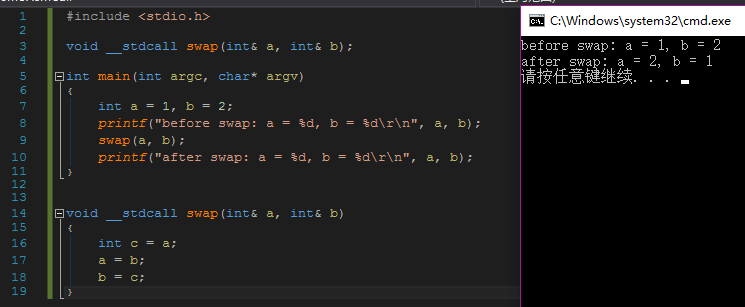 1 #include <stdio.h>
2
3 void __stdcall swap(int& a, int& b);
4
5 int main(int argc, char* argv)
6 {
7     int a = 1, b = 2;
8     printf("before swap: a = %d, b = %d\r\n", a, b);
9     swap(a, b);
10     printf("after swap: a = %d, b = %d\r\n", a, b);
11 }
12
13
14 void __stdcall swap(int& a, int& b)
15 {
16     int c = a;
17     a = b;
18     b = c;
19 }
C:\Windows\system32\cmd.exe
before swap: a = 1, b = 2
after swap: a = 2, b = 1
请按任意键继续. . .